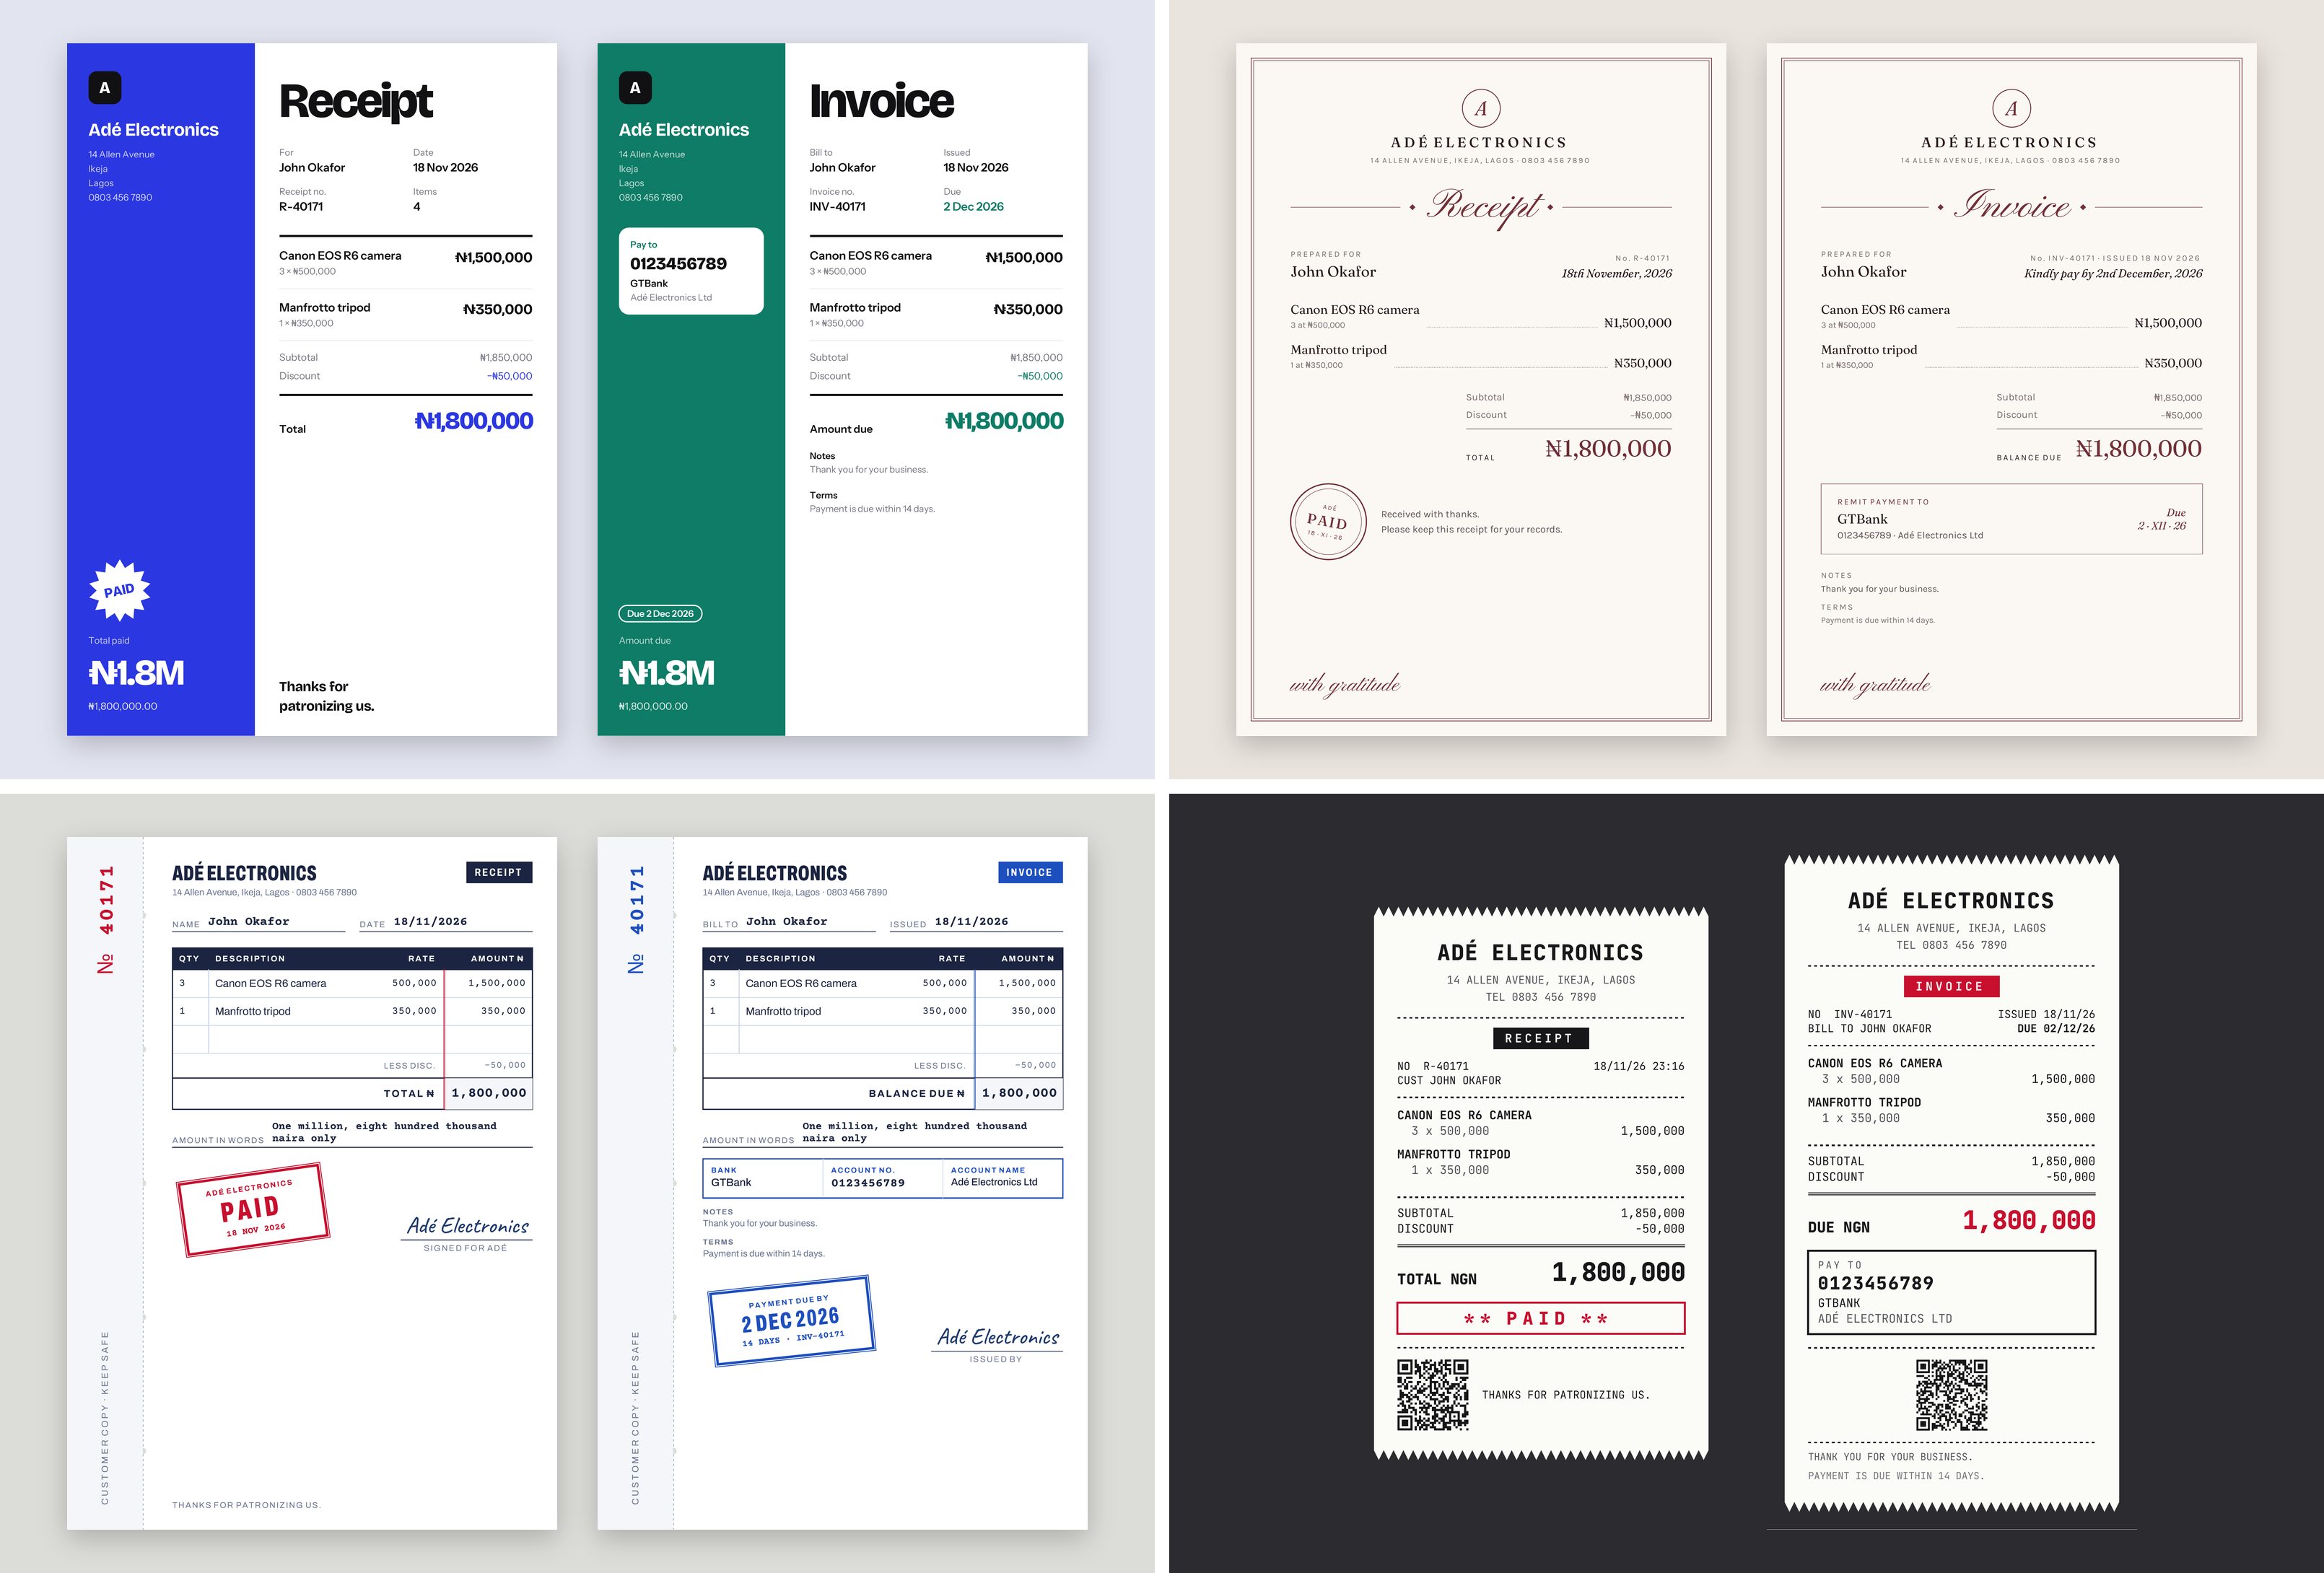 A
Adé Electronics
14 Allen Avenue
Ikeja
Lagos
0803 456 7890
PAID
Total paid
₦1.8M
₦1,800,000.00
Receipt
For
John Okafor
Date
18 Nov 2026
Receipt no.
R-40171
Items
4
Canon EOS R6 camera
₦1,500,000
3 × ₦500,000
Manfrotto tripod
₦350,000
1 × ₦350,000
Subtotal ₦1,850,000
Discount −₦50,000
Total ₦1,800,000
Thanks for
patronizing us.
A
Adé Electronics
14 Allen Avenue
Ikeja
Lagos
0803 456 7890
Pay to
0123456789
GTBank
Adé Electronics Ltd
Due 2 Dec 2026
Amount due
₦1.8M
₦1,800,000.00
Invoice
Bill to
John Okafor
Issued
18 Nov 2026
Invoice no.
INV-40171
Due
2 Dec 2026
Canon EOS R6 camera
₦1,500,000
3 × ₦500,000
Manfrotto tripod
₦350,000
1 × ₦350,000
Subtotal ₦1,850,000
Discount −₦50,000
Amount due ₦1,800,000
Notes
Thank you for your business.
Terms
Payment is due within 14 days.
A
ADÉ ELECTRONICS
14 ALLEN AVENUE, IKEJA, LAGOS · 0803 456 7890
Receipt
PREPARED FOR
John Okafor
No. R-40171
18th November, 2026
Canon EOS R6 camera
3 at ₦500,000
₦1,500,000
Manfrotto tripod
1 at ₦350,000
₦350,000
Subtotal ₦1,850,000
Discount −₦50,000
TOTAL ₦1,800,000
ADÉ
PAID
18 · XI · 26
Received with thanks.
Please keep this receipt for your records.
with gratitude
A
ADÉ ELECTRONICS
14 ALLEN AVENUE, IKEJA, LAGOS · 0803 456 7890
Invoice
PREPARED FOR
John Okafor
No. INV-40171 · ISSUED 18 NOV 2026
Kindly pay by 2nd December, 2026
Canon EOS R6 camera
3 at ₦500,000
₦1,500,000
Manfrotto tripod
1 at ₦350,000
₦350,000
Subtotal ₦1,850,000
Discount −₦50,000
BALANCE DUE ₦1,800,000
REMIT PAYMENT TO
GTBank
0123456789 · Adé Electronics Ltd
Due
2 · XII · 26
NOTES
Thank you for your business.
TERMS
Payment is due within 14 days.
with gratitude
№ 40171
CUSTOMER COPY · KEEP SAFE
ADÉ ELECTRONICS
RECEIPT
14 Allen Avenue, Ikeja, Lagos · 0803 456 7890
NAME John Okafor
DATE 18/11/2026
QTY DESCRIPTION RATE AMOUNT ₦
3 Canon EOS R6 camera 500,000 1,500,000
1 Manfrotto tripod 350,000 350,000
LESS DISC. −50,000
TOTAL ₦ 1,800,000
AMOUNT IN WORDS One million, eight hundred thousand
naira only
ADÉ ELECTRONICS
PAID
18 NOV 2026
Adé Electronics
SIGNED FOR ADÉ
THANKS FOR PATRONIZING US.
№ 40171
CUSTOMER COPY · KEEP SAFE
ADÉ ELECTRONICS
INVOICE
14 Allen Avenue, Ikeja, Lagos · 0803 456 7890
BILL TO John Okafor
ISSUED 18/11/2026
QTY DESCRIPTION RATE AMOUNT ₦
3 Canon EOS R6 camera 500,000 1,500,000
1 Manfrotto tripod 350,000 350,000
LESS DISC. −50,000
BALANCE DUE ₦ 1,800,000
AMOUNT IN WORDS One million, eight hundred thousand
naira only
BANK
GTBank
ACCOUNT NO.
0123456789
ACCOUNT NAME
Adé Electronics Ltd
NOTES
Thank you for your business.
TERMS
Payment is due within 14 days.
PAYMENT DUE BY
2 DEC 2026
14 DAYS · INV-40171
Adé Electronics
ISSUED BY
ADÉ ELECTRONICS
14 ALLEN AVENUE, IKEJA, LAGOS
TEL 0803 456 7890
RECEIPT
NO R-40171 18/11/26 23:16
CUST JOHN OKAFOR
CANON EOS R6 CAMERA
3 x 500,000 1,500,000
MANFROTTO TRIPOD
1 x 350,000 350,000
SUBTOTAL 1,850,000
DISCOUNT -50,000
TOTAL NGN 1,800,000
** PAID **
THANKS FOR PATRONIZING US.
ADÉ ELECTRONICS
14 ALLEN AVENUE, IKEJA, LAGOS
TEL 0803 456 7890
INVOICE
NO INV-40171 ISSUED 18/11/26
BILL TO JOHN OKAFOR DUE 02/12/26
CANON EOS R6 CAMERA
3 x 500,000 1,500,000
MANFROTTO TRIPOD
1 x 350,000 350,000
SUBTOTAL 1,850,000
DISCOUNT -50,000
DUE NGN 1,800,000
PAY TO
0123456789
GTBANK
ADÉ ELECTRONICS LTD
THANK YOU FOR YOUR BUSINESS.
PAYMENT IS DUE WITHIN 14 DAYS.